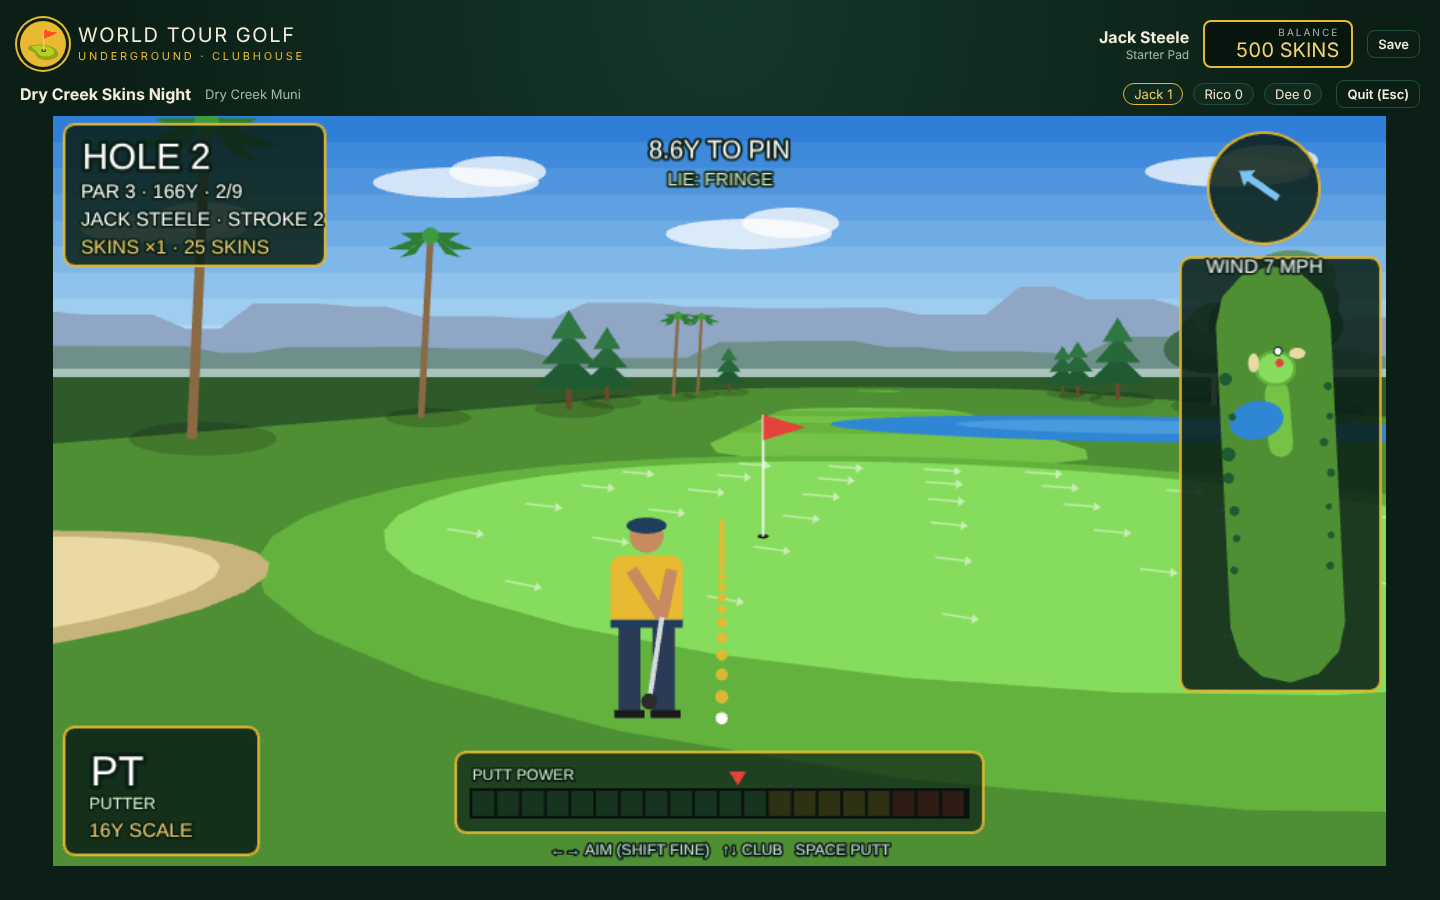 WORLD TOUR GOLF
UNDERGROUND · CLUBHOUSE
Jack Steele
Starter Pad
BALANCE
500 SKINS
Save
Dry Creek Skins Night Dry Creek Muni
Jack 1 Rico 0 Dee 0 Quit (Esc)
HOLE 2
PAR 3 · 166Y · 2/9
JACK STEELE · STROKE 2
SKINS ×1 · 25 SKINS
8.6Y TO PIN
LIE: FRINGE
WIND 7 MPH
PT
PUTTER
16Y SCALE
PUTT POWER
←→ AIM (SHIFT FINE) ↑↓ CLUB SPACE PUTT